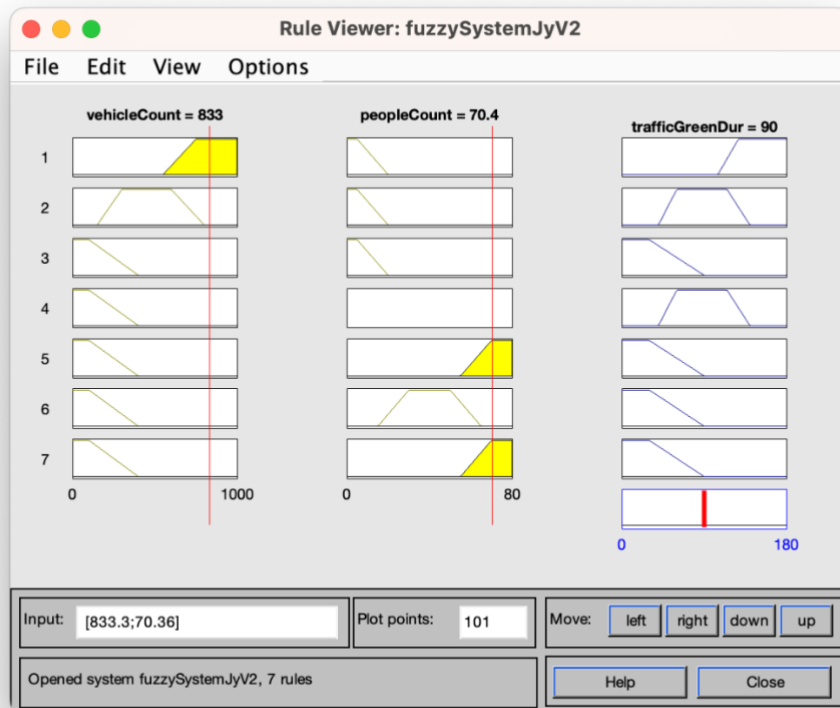 Rule Viewer: fuzzySystemJyV2
File Edit View Options
vehicleCount = 833
peopleCount = 70.4
trafficGreenDur = 90
1
2
3
4
5
6
7
0 1000
0 80
0 180
Input: [833.3;70.36]
Plot points: 101
Move: left right down up
Opened system fuzzySystemJyV2, 7 rules
Help Close